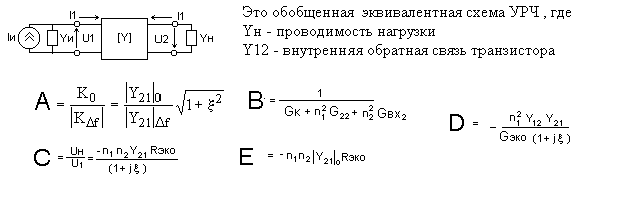 Это обобщенная эквивалентная схема УРЧ , где
Yн - проводимость нагрузки
Y12 - внутренняя обратная связь транзистора
I1 I1
Iи Yи U1 [Y] U2 Yн
A = K₀ / |K_Δf| = |Y₂₁|₀ / |Y₂₁|_Δf √(1 + ξ²)
B = 1 / (Gк + n₁² G₂₂ + n₂² Gвх₂)
D - n₁² Y₁₂ Y₂₁ / Gэко (1+ jξ)
C = Uн / U₁ = - n₁ n₂ Y₂₁ Rэко / (1+ jξ)
E = - n₁ n₂ |Y₂₁|₀ Rэко